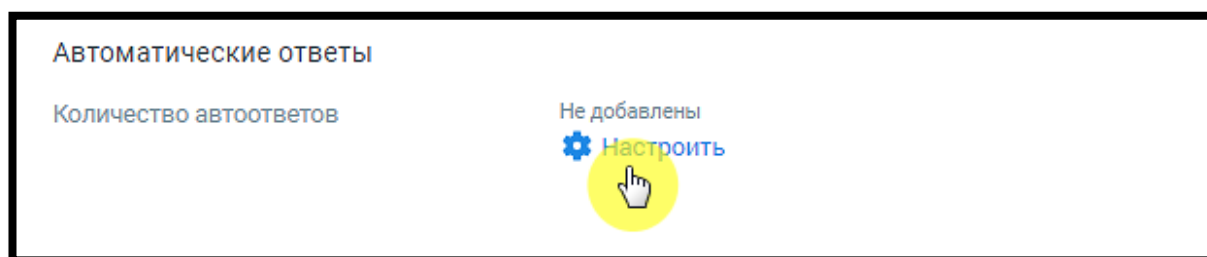 Автоматические ответы
Количество автоответов
Не добавлены
Настроить